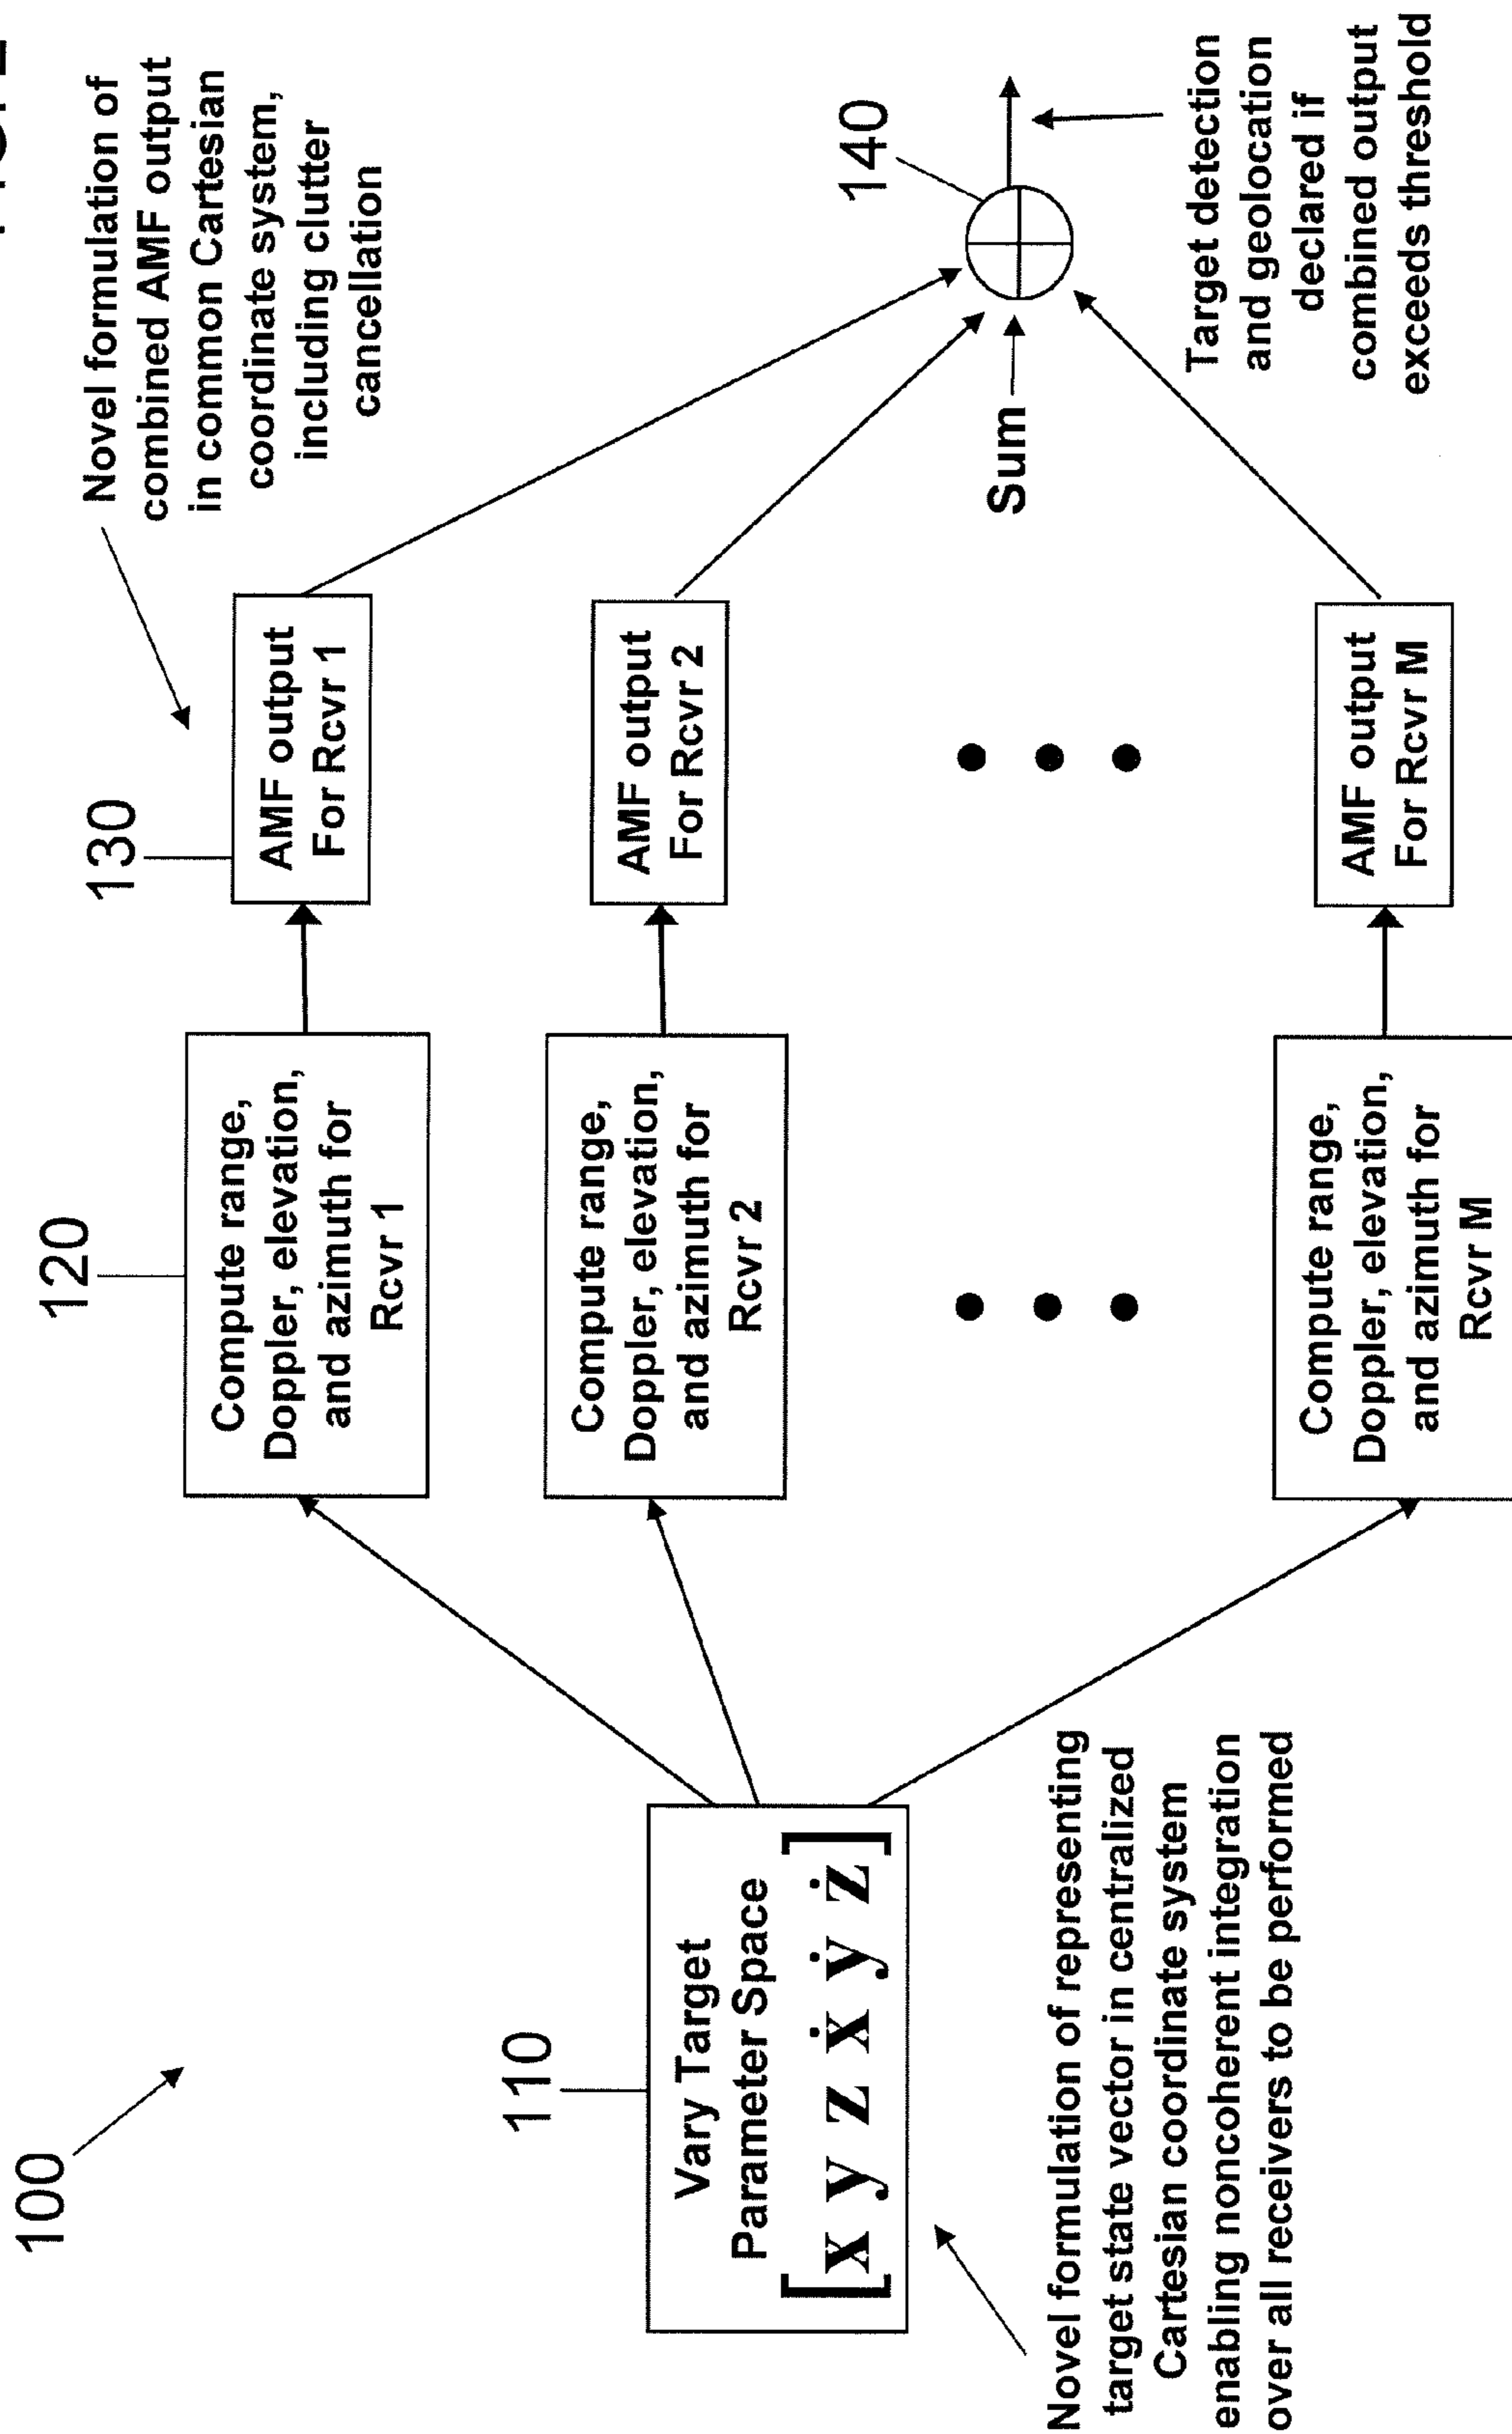 100
110
Vary Target
Parameter Space
[x y z ẋ ẏ ż]
Novel formulation of representing
target state vector in centralized
Cartesian coordinate system
enabling noncoherent integration
over all receivers to be performed
120
Compute range,
Doppler, elevation,
and azimuth for
Rcvr 1
Compute range,
Doppler, elevation,
and azimuth for
Rcvr 2
Compute range,
Doppler, elevation,
and azimuth for
Rcvr M
130
AMF output
For Rcvr 1
AMF output
For Rcvr 2
AMF output
For Rcvr M
Novel formulation of
combined AMF output
in common Cartesian
coordinate system,
including clutter
cancellation
Sum
140
Target detection
and geolocation
declared if
combined output
exceeds threshold